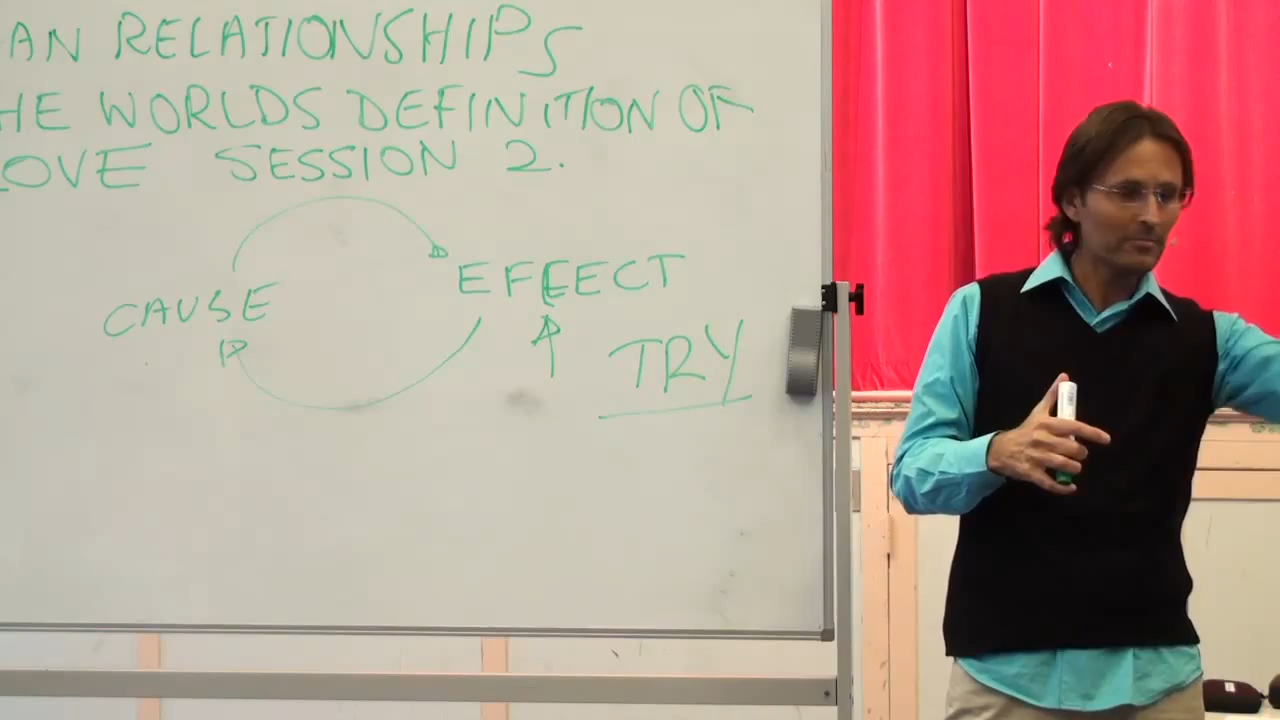 AN RELATIONSHIPS
HE WORLDS DEFINITION OF
OVE SESSION 2.
CAUSE
EFFECT
TRY